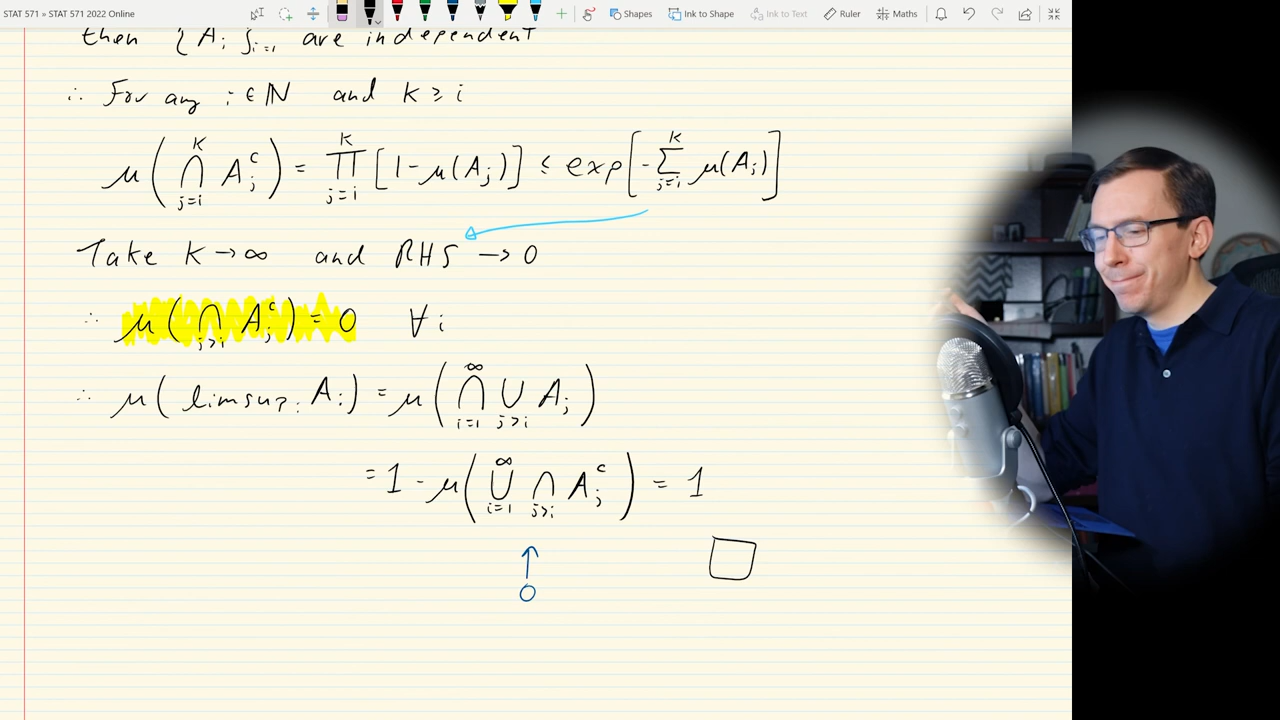 STAT 571 » STAT 571 2022 Online
Shapes Ink to Shape Ink to Text Ruler Maths
then {A_i}_{i=1} are independent
∴ For any i ∈ ℕ and K ≥ i
μ(⋂_{j=i}^{K} A_j^c) = ∏_{j=i}^{K} [1-μ(A_j)] ≤ exp[-∑_{j=i}^{K} μ(A_j)]
Take K → ∞ and RHS → 0
∴ μ(⋂_{j>i} A_j^c) = 0 ∀ i
∴ μ(limsup_i A_i) = μ(⋂_{i=1}^{∞} ⋃_{j>i} A_j)
= 1 - μ(⋃_{i=1}^{∞} ⋂_{j>i} A_j^c) = 1
↑ □
0